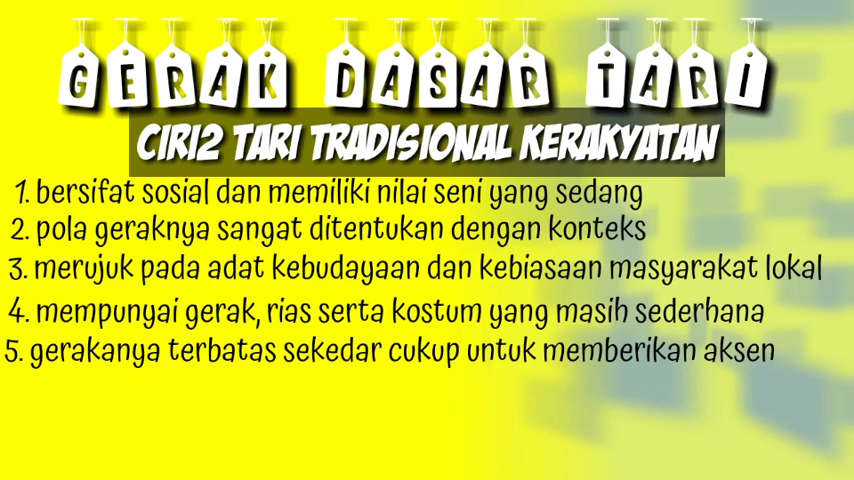 GERAK DASAR TARI
CIRI2 TARI TRADISIONAL KERAKYATAN
1. bersifat sosial dan memiliki nilai seni yang sedang
2. pola geraknya sangat ditentukan dengan konteks
3. merujuk pada adat kebudayaan dan kebiasaan masyarakat lokal
4. mempunyai gerak, rias serta kostum yang masih sederhana
5. gerakanya terbatas sekedar cukup untuk memberikan aksen